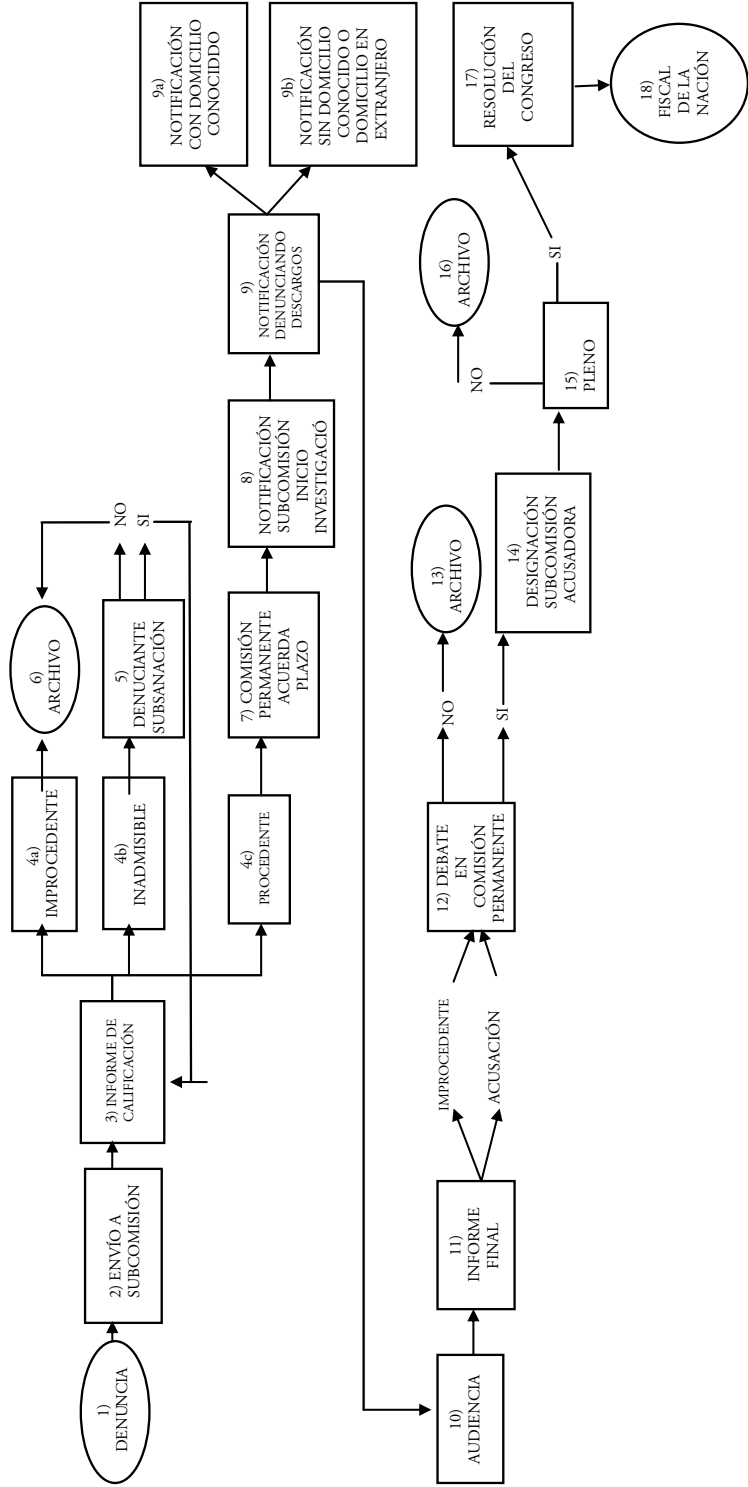 1)
DENUNCIA
2) ENVÍO A
SUBCOMISIÓN
3) INFORME DE
CALIFICACIÓN
4a)
IMPROCEDENTE
4b)
INADMISIBLE
4c)
PROCEDENTE
5)
DENUCIANTE
SUBSANACIÓN
NO
SI
6)
ARCHIVO
7) COMISIÓN
PERMANENTE
ACUERDA
PLAZO
8)
NOTIFICACIÓN
SUBCOMISIÓN
INICIO
INVESTIGACIÓ
9)
NOTIFICACIÓN
DENUNCIANDO
DESCARGOS
9a)
NOTIFICACIÓN
CON DOMICILIO
CONOCIDDO
9b)
NOTIFICACIÓN
SIN DOMICILIO
CONOCIDO O
DOMICILIO EN
EXTRANJERO
10)
AUDIENCIA
11)
INFORME
FINAL
IMPROCEDENTE
ACUSACIÓN
12) DEBATE
EN
COMISIÓN
PERMANENTE
NO
SI
13)
ARCHIVO
14)
DESIGNACIÓN
SUBCOMISIÓN
ACUSADORA
15)
PLENO
NO
SI
16)
ARCHIVO
17)
RESOLUCIÓN
DEL
CONGRESO
18)
FISCAL
DE LA
NACIÓN